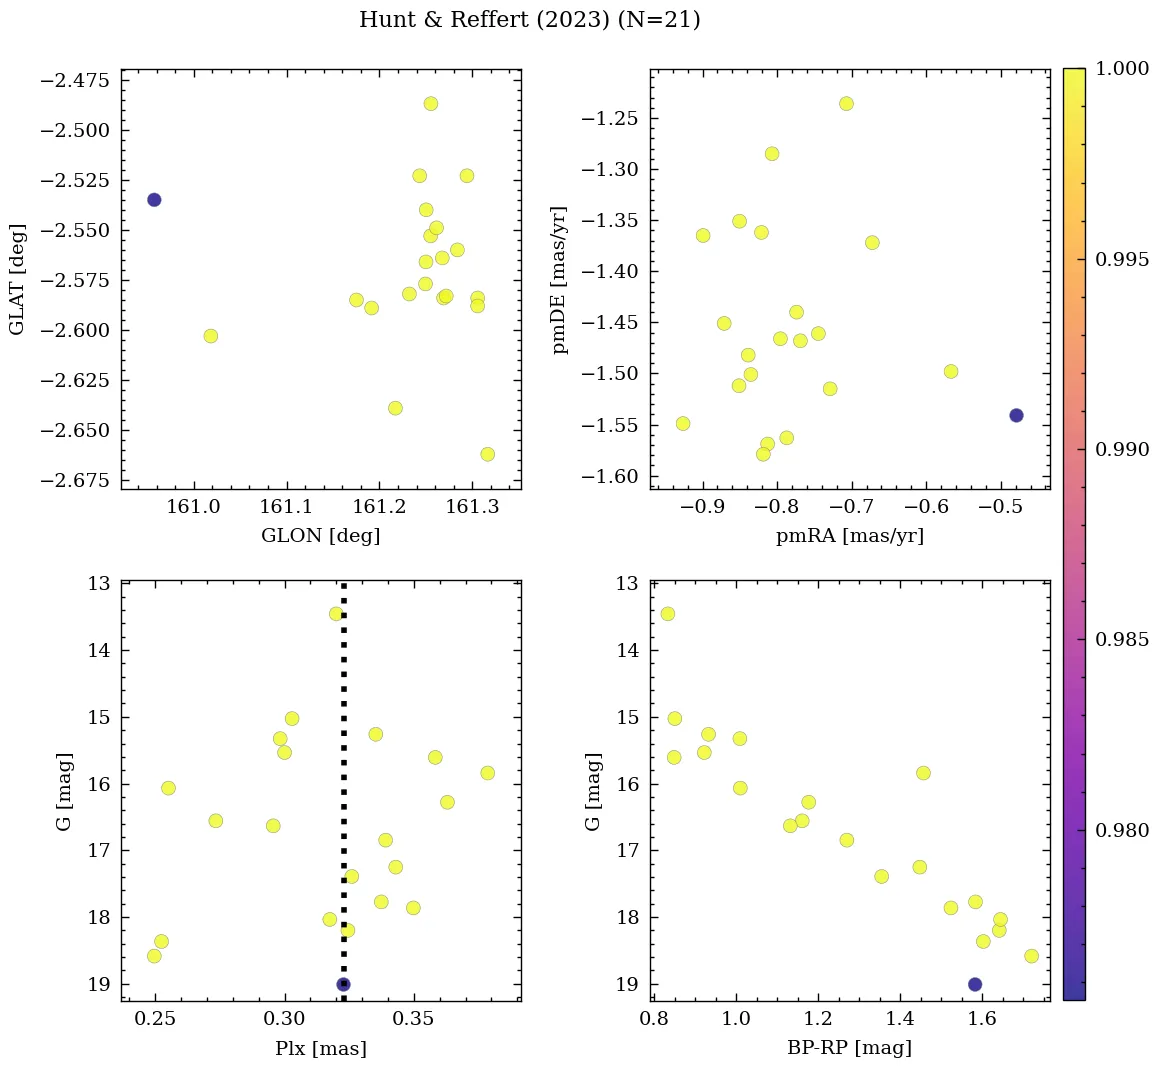 Hunt & Reffert (2023) (N=21)
−2.475
−2.500
−2.525
−2.550
−2.575
−2.600
−2.625
−2.650
−2.675
GLAT [deg]
161.0 161.1 161.2 161.3
GLON [deg]
−1.25
−1.30
−1.35
−1.40
−1.45
−1.50
−1.55
−1.60
pmDE [mas/yr]
−0.9 −0.8 −0.7 −0.6 −0.5
pmRA [mas/yr]
13
14
15
16
17
18
19
G [mag]
0.25 0.30 0.35
Plx [mas]
13
14
15
16
17
18
19
G [mag]
0.8 1.0 1.2 1.4 1.6
BP-RP [mag]
1.000
0.995
0.990
0.985
0.980